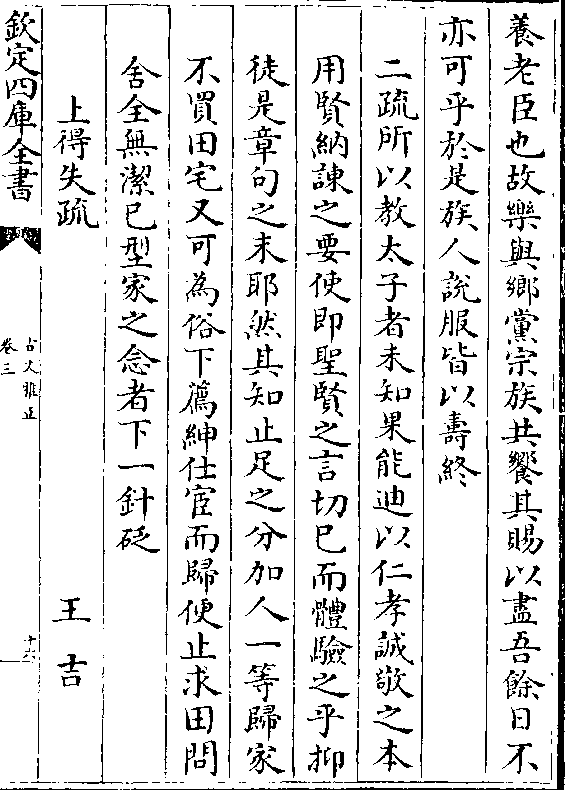 養老臣也故樂與鄉黨宗族共饗其賜以盡吾餘日不
亦可乎於是族人說服皆以壽終
二疏所以教太子者未知果能迪以仁孝誠敬之本
用賢納諫之要使即聖賢之言切已而體驗之乎抑
徒是章句之末耶然其知止足之分加人一等歸家
不買田宅又可為俗下薦紳仕宦而歸便止求田問
舍全無潔已型家之念者下一針砭
上得失疏
王吉
欽定四庫全書
古文雅正
卷三
十六